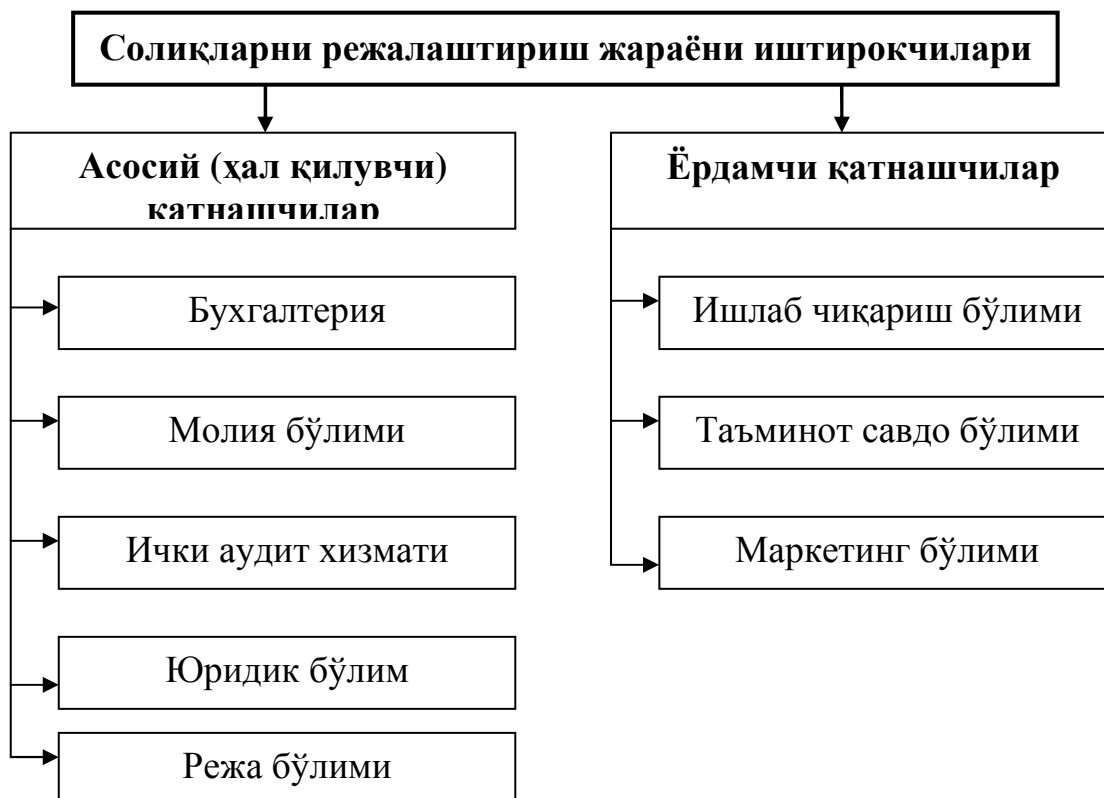 Солиқларни режалаштириш жараёни иштирокчилари
Асосий (ҳал қилувчи)
қатнашчилар
Бухгалтерия
Молия бўлими
Ички аудит хизмати
Юридик бўлим
Режа бўлими
Ёрдамчи қатнашчилар
Ишлаб чиқариш бўлими
Таъминот савдо бўлими
Маркетинг бўлими